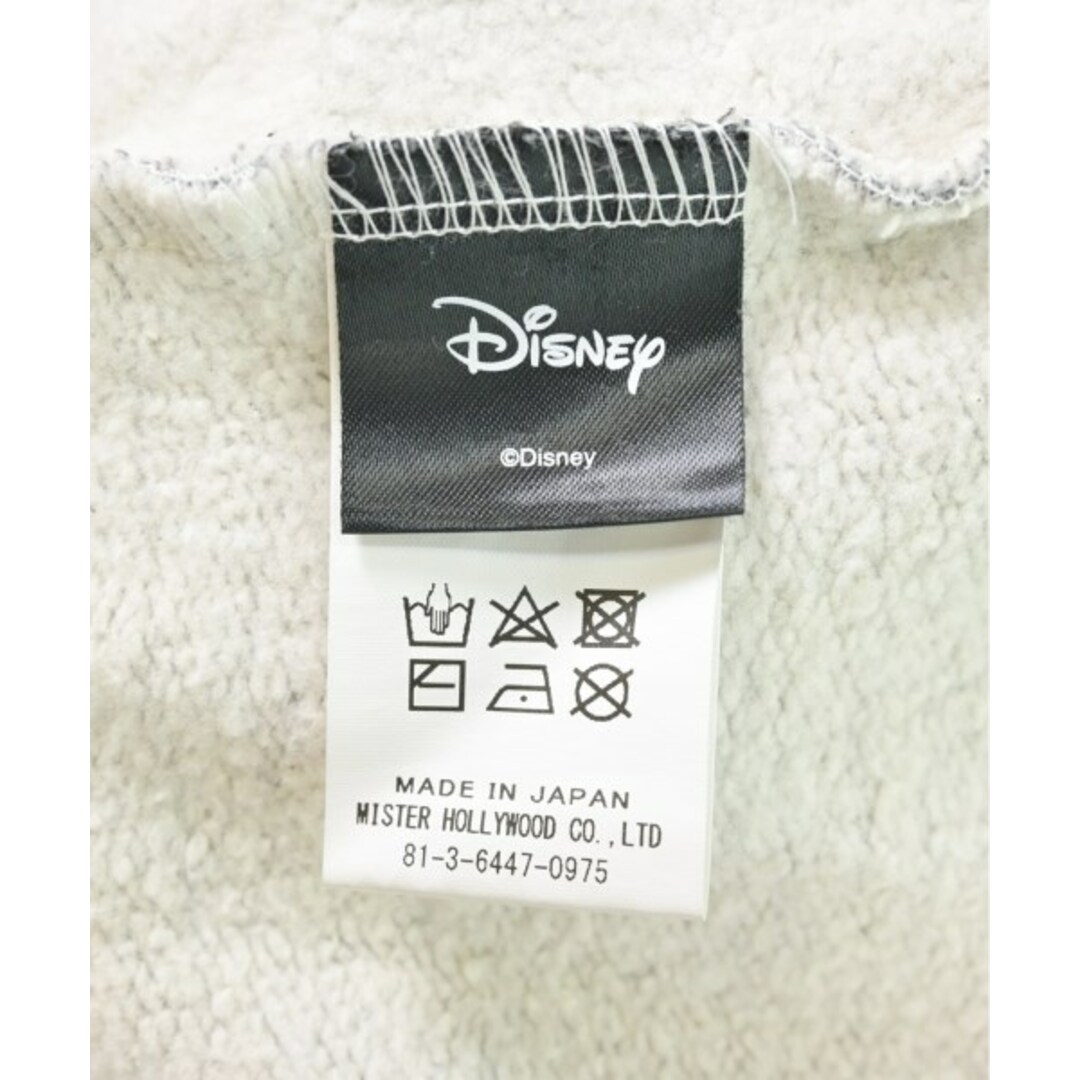 Disney
©Disney
MADE IN JAPAN
MISTER HOLLYWOOD CO.,LTD
81-3-6447-0975